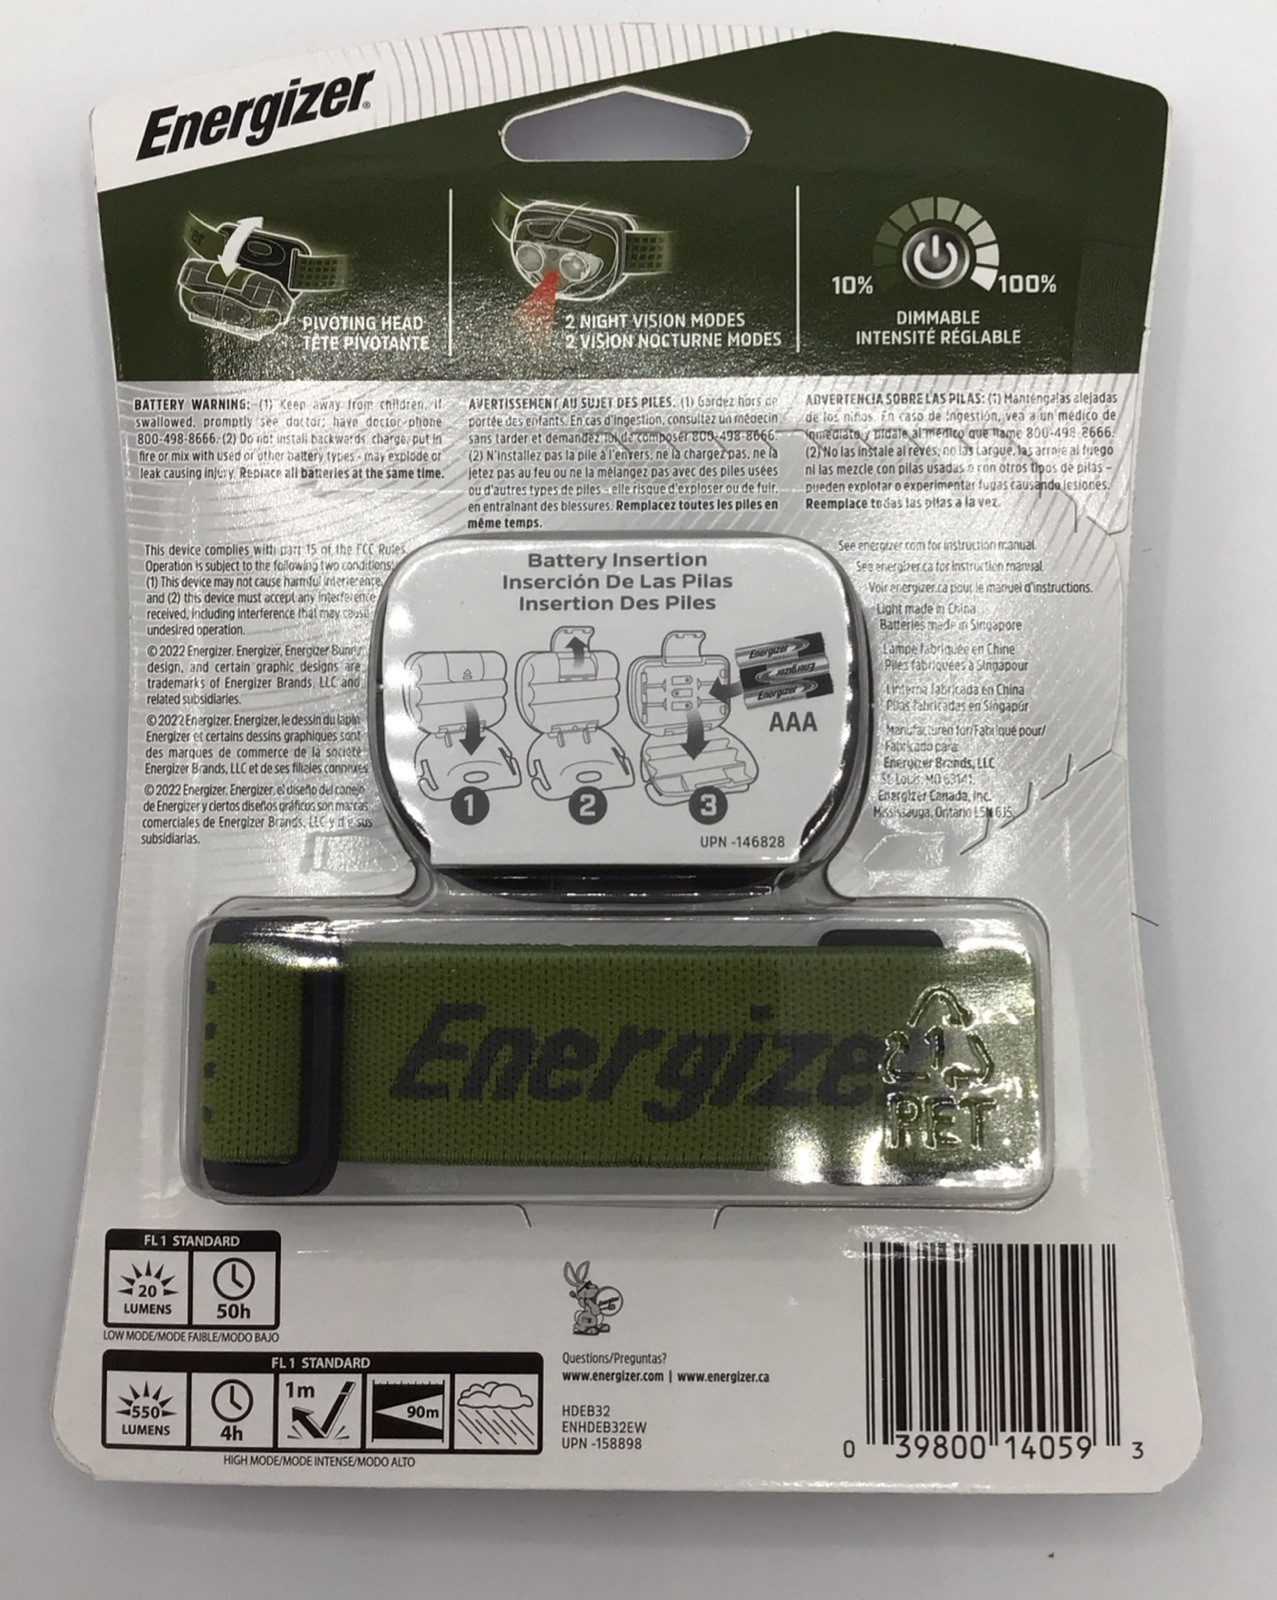 Energizer
PIVOTING HEAD
TÊTE PIVOTANTE
2 NIGHT VISION MODES
2 VISION NOCTURNE MODES
10%
100%
DIMMABLE
INTENSITÉ RÉGLABLE
BATTERY WARNING: (1) Keep away from children. If
swallowed, promptly see doctor; have doctor phone
800-498-8666. (2) Do not install backwards, charge, put in
fire or mix with used or other battery types - may explode or
leak causing injury. Replace all batteries at the same time.
AVERTISSEMENT AU SUJET DES PILES. (1) Gardez hors de
portée des enfants. En cas d'ingestion, consultez un médecin
sans tarder et demandez lui de composer 800-498-8666.
(2) N'installez pas la pile à l'envers, ne la chargez pas, ne la
jetez pas au feu ou ne la mélangez pas avec des piles usées
ou d'autres types de piles - elle risque d'exploser ou de fuir,
en entraînant des blessures. Remplacez toutes les piles en
même temps.
ADVERTENCIA SOBRE LAS PILAS: (1) Manténgalas alejadas
de los niños. En caso de ingestión, vea a un médico de
inmediato y pídale al médico que llame 800-498-8666.
(2) No las instale al revés, no las cargue, las arroje al fuego
ni las mezcle con pilas usadas o con otros tipos de pilas -
pueden explotar o experimentar fugas causando lesiones.
Reemplace todas las pilas a la vez.
This device complies with part 15 of the FCC Rules.
Operation is subject to the following two conditions:
(1) This device may not cause harmful interference,
and (2) this device must accept any interference
received, including interference that may cause
undesired operation.
© 2022 Energizer. Energizer, Energizer Bunny
design, and certain graphic designs are
trademarks of Energizer Brands, LLC and
related subsidiaries.
© 2022 Energizer. Energizer, le dessin du lapin
Energizer et certains dessins graphiques sont
des marques de commerce de la société
Energizer Brands, LLC et de ses filiales connexes
© 2022 Energizer. Energizer, el diseño del conejo
de Energizer y ciertos diseños gráficos son marcas
comerciales de Energizer Brands, LLC y de sus
subsidiarias.
Battery Insertion
Inserción De Las Pilas
Insertion Des Piles
Energizer
Energizer
Energizer
AAA
1
2
3
UPN -146828
See energizer.com for instruction manual.
See energizer.ca for instruction manual.
Voir energizer.ca pour le manuel d'instructions.
Light made in China
Batteries made in Singapore
Lampe fabriquée en Chine
Piles fabriquées à Singapour
Linterna fabricada en China
Pilas fabricadas en Singapur
Manufactured for/Fabriqué pour/
Fabricado para:
Energizer Brands, LLC
St. Louis, MO 63141.
Energizer Canada, Inc.
Mississauga, Ontario L5N 6J5.
Energize
1
PET
FL 1 STANDARD
20
LUMENS
50h
LOW MODE/MODE FAIBLE/MODO BAJO
FL 1 STANDARD
550
LUMENS
4h
1m
90m
HIGH MODE/MODE INTENSE/MODO ALTO
Questions/Preguntas?
www.energizer.com | www.energizer.ca
HDEB32
ENHDEB32EW
UPN -158898
0 39800 14059 3